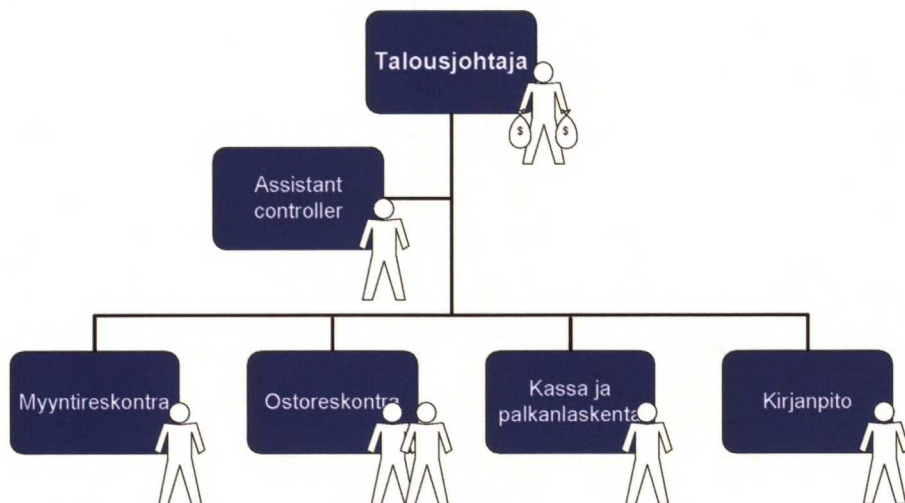 Talousjohtaja
$ $
Assistant
controller
Myyntireskontra
Ostoreskontra
Kassa ja
palkanlaskenta
Kirjanpito